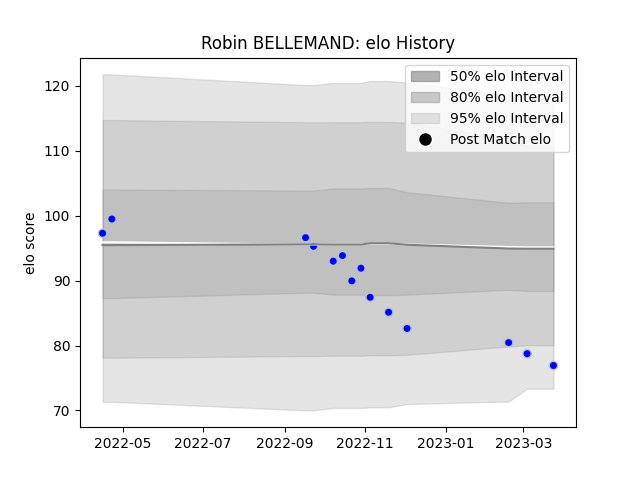 Robin BELLEMAND: elo History
50% elo Interval
80% elo Interval
95% elo Interval
Post Match elo
elo score
120
110
100
90
80
70
2022-05 2022-07 2022-09 2022-11 2023-01 2023-03